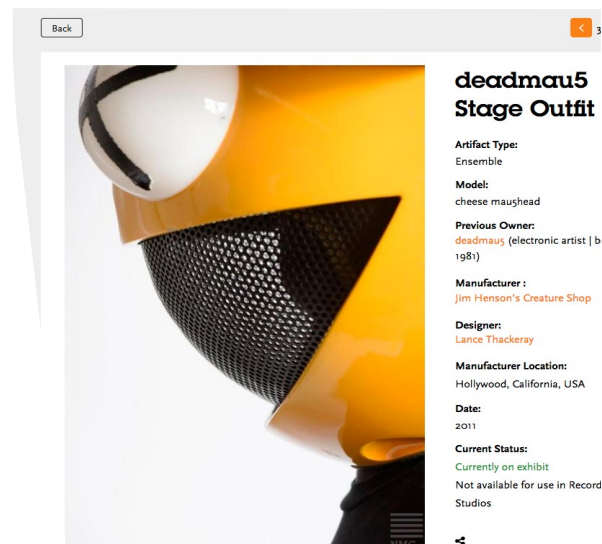 Back
3
deadmau5
Stage Outfit
Artifact Type:
Ensemble
Model:
cheese mau5head
Previous Owner:
deadmau5 (electronic artist | b
1981)
Manufacturer :
Jim Henson's Creature Shop
Designer:
Lance Thackeray
Manufacturer Location:
Hollywood, California, USA
Date:
2011
Current Status:
Currently on exhibit
Not available for use in Record
Studios
NMC